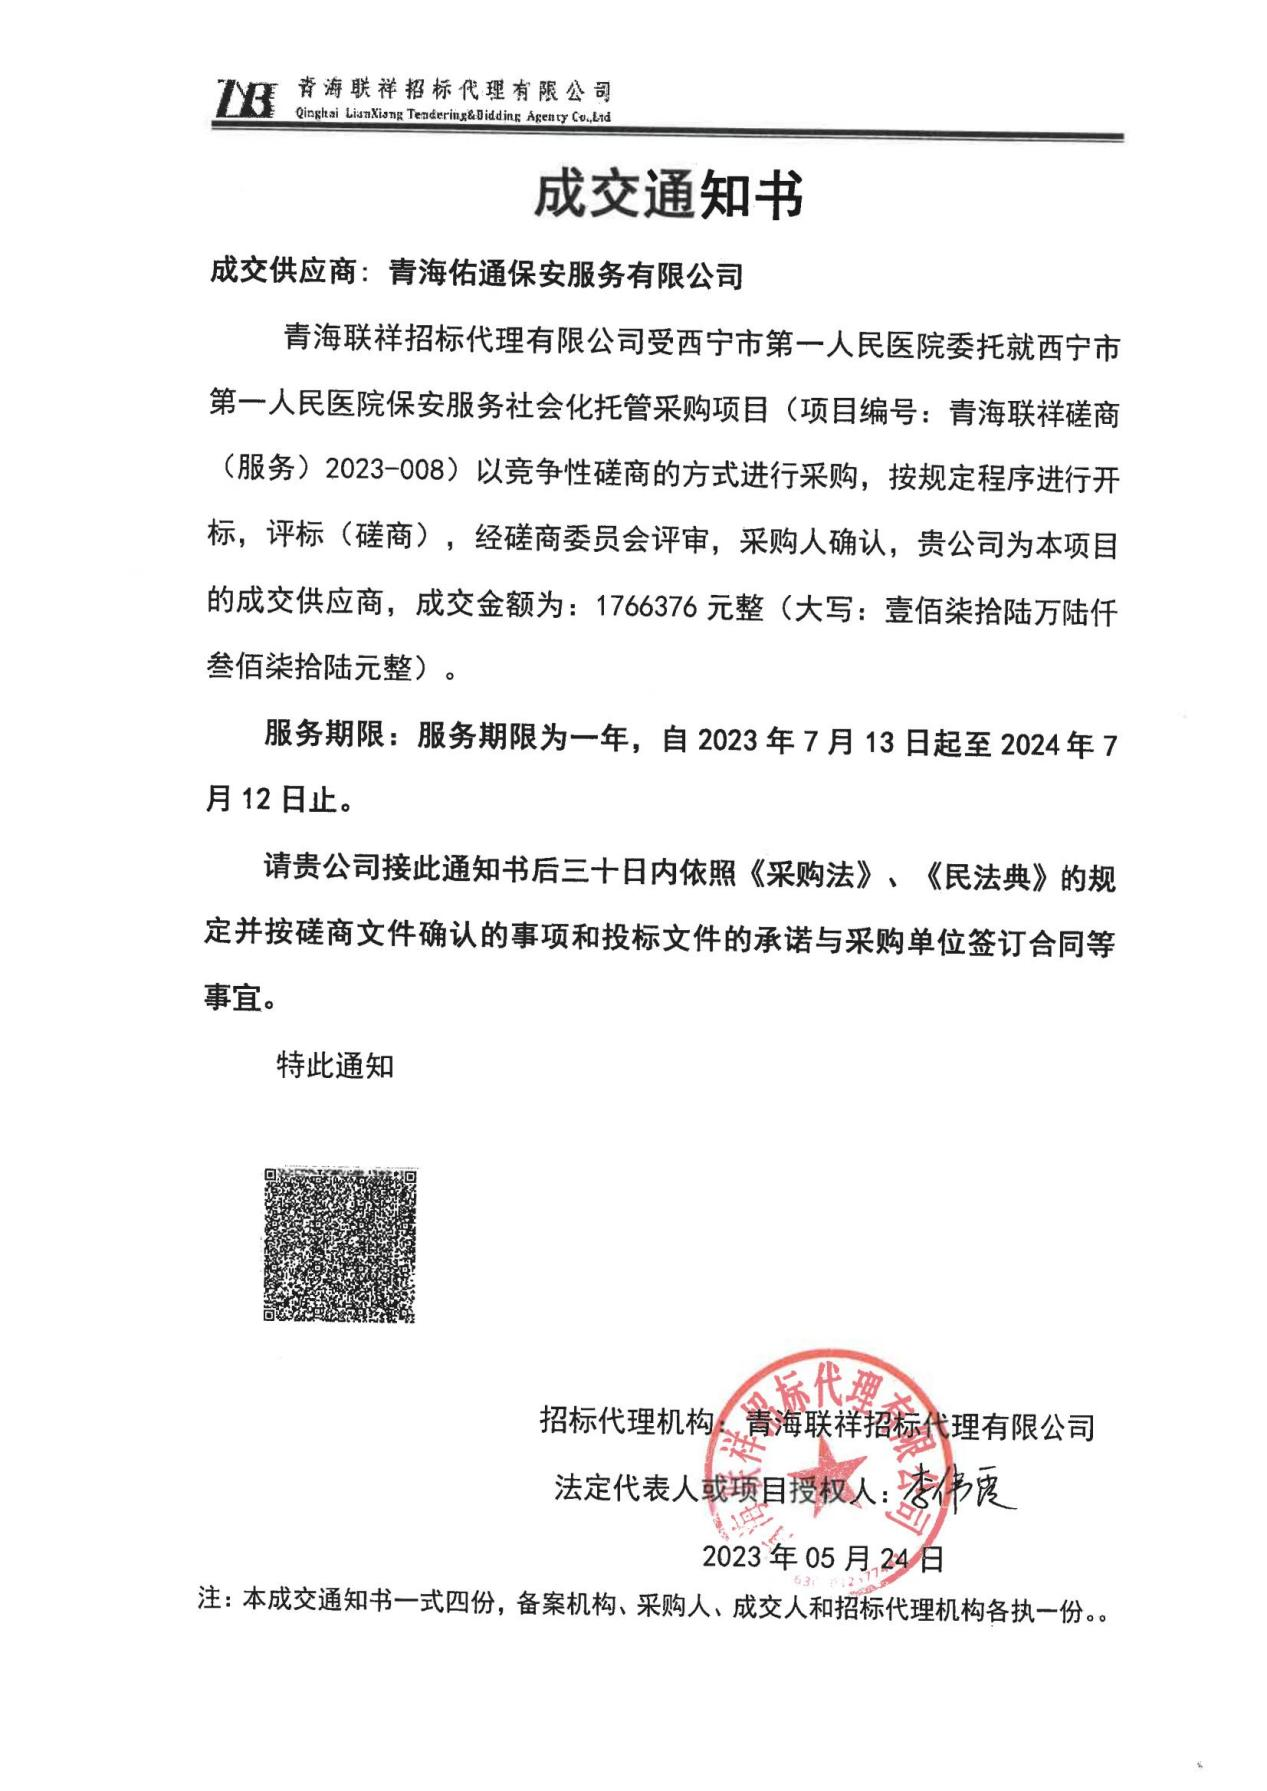 青海联祥招标代理有限公司
Qinghai LianXiang Tendering&Bidding Agency Co.,Ltd
成交通知书
成交供应商：青海佑通保安服务有限公司
青海联祥招标代理有限公司受西宁市第一人民医院委托就西宁市
第一人民医院保安服务社会化托管采购项目（项目编号：青海联祥磋商
（服务）2023-008）以竞争性磋商的方式进行采购，按规定程序进行开
标，评标（磋商），经磋商委员会评审，采购人确认，贵公司为本项目
的成交供应商，成交金额为：1766376 元整（大写：壹佰柒拾陆万陆仟
叁佰柒拾陆元整）。
服务期限：服务期限为一年，自 2023 年 7 月 13 日起至 2024 年 7
月 12 日止。
请贵公司接此通知书后三十日内依照《采购法》、《民法典》的规
定并按磋商文件确认的事项和投标文件的承诺与采购单位签订合同等
事宜。
特此通知
招标代理机构：青海联祥招标代理有限公司
法定代表人或项目授权人：李伟霞
2023 年 05 月 24 日
海联祥招标代理有限公司
注：本成交通知书一式四份，备案机构、采购人、成交人和招标代理机构各执一份。。